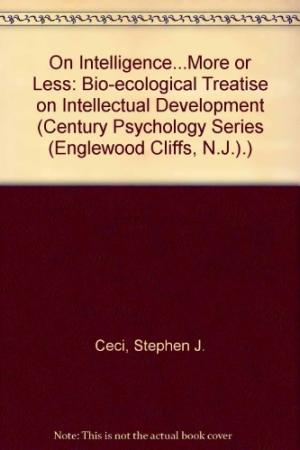 On Intelligence...More or
Less: Bio-ecological Treatise on
Intellectual Development
(Century Psychology Series
(Englewood Cliffs, N.J.).)
Ceci, Stephen J.
Note: This is not the actual book cover